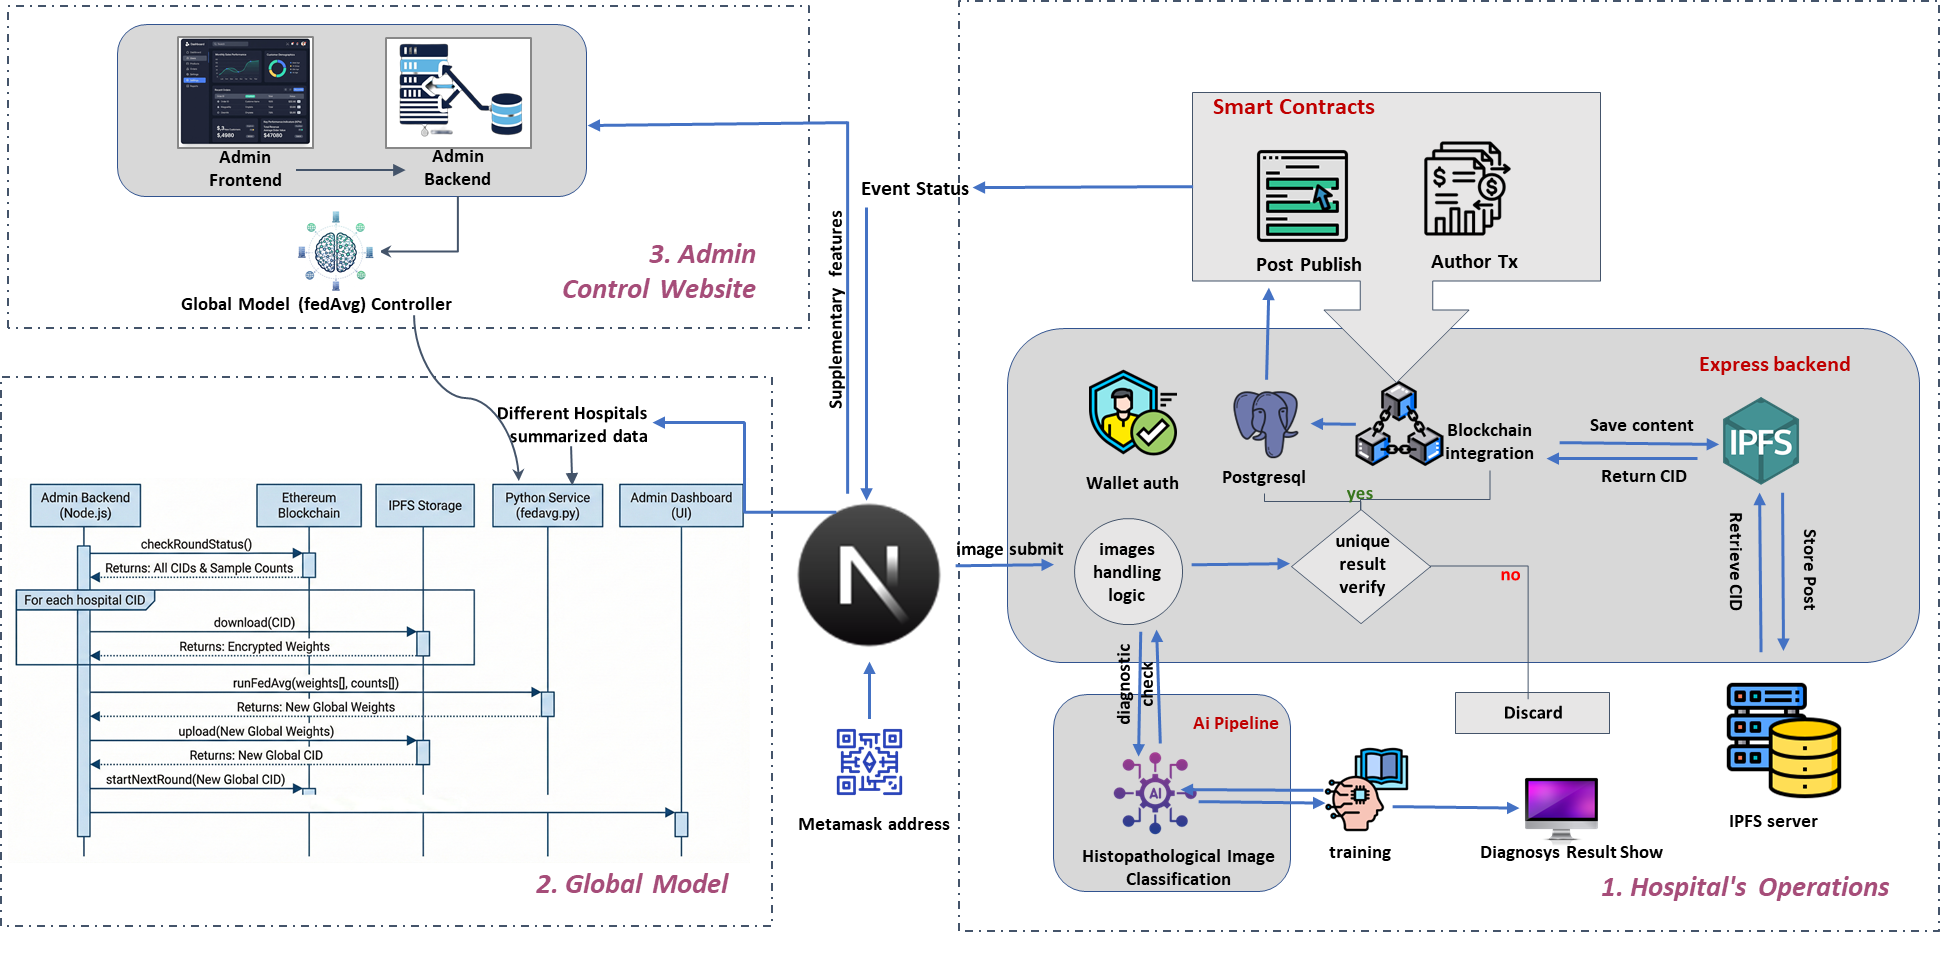 Admin
Frontend
Admin
Backend
Global Model (fedAvg) Controller
3. Admin
Control Website
Supplementary features
Event Status
Smart Contracts
Post Publish
Author Tx
Express backend
Wallet auth
Postgresql
Blockchain
integration
Save content
Return CID
IPFS
yes
image submit
images
handling
logic
unique
result
verify
no
Retrieve CID
Store Post
diagnostic
check
Discard
Ai Pipeline
AI
Histopathological Image
Classification
training
Diagnosys Result Show
IPFS server
1. Hospital's Operations
N
Metamask address
Different Hospitals
summarized data
Admin Backend
(Node.js)
Ethereum
Blockchain
IPFS Storage
Python Service
(fedavg.py)
Admin Dashboard
(UI)
checkRoundStatus()
Returns: All CIDs & Sample Counts
For each hospital CID
download(CID)
Returns: Encrypted Weights
runFedAvg(weights[], counts[])
Returns: New Global Weights
upload(New Global Weights)
Returns: New Global CID
startNextRound(New Global CID)
2. Global Model